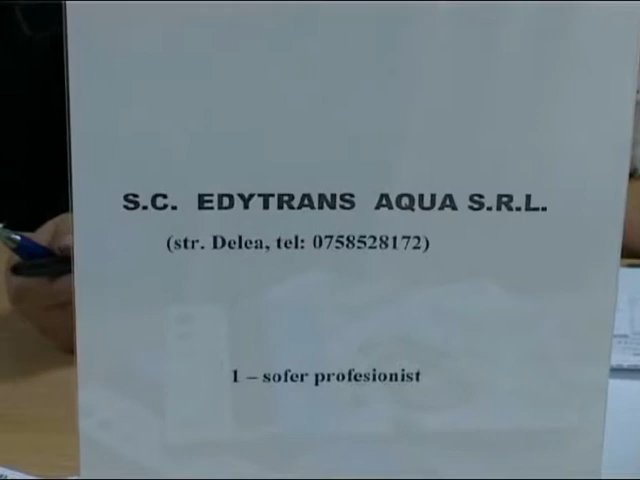 S.C. EDYTRANS AQUA S.R.L.
(str. Delea, tel: 0758528172)
1 – sofer profesionist